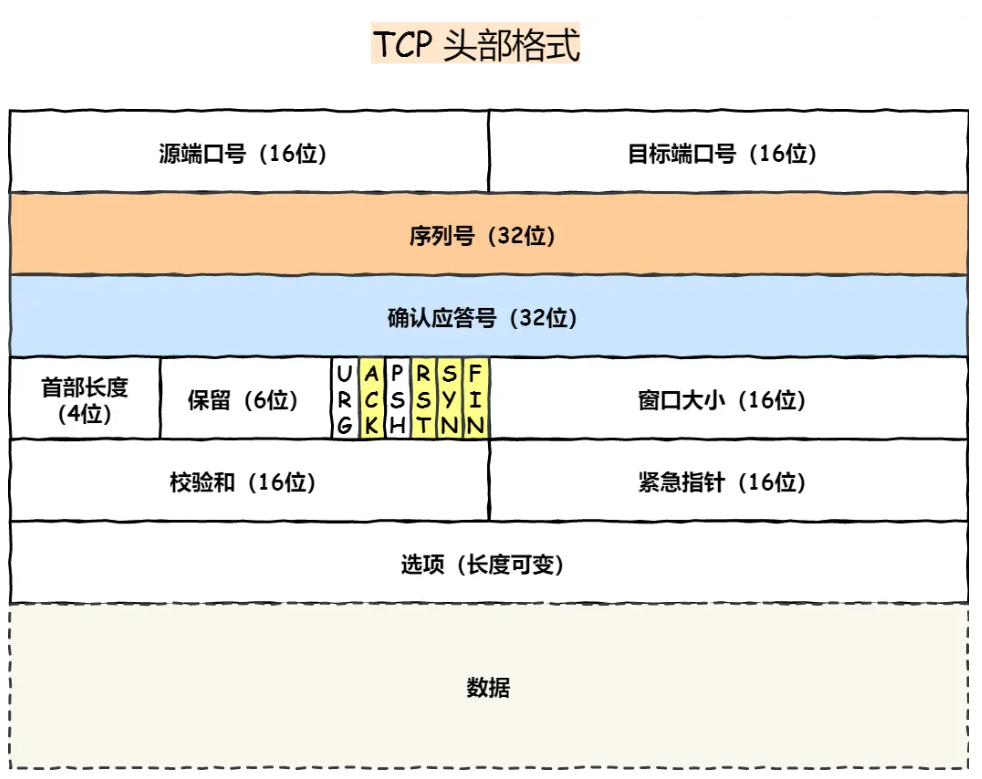 TCP 头部格式
源端口号（16位）
目标端口号（16位）
序列号（32位）
确认应答号（32位）
首部长度
（4位）
保留（6位）
URG
ACK
PSH
RST
SYN
FIN
窗口大小（16位）
校验和（16位）
紧急指针（16位）
选项（长度可变）
数据